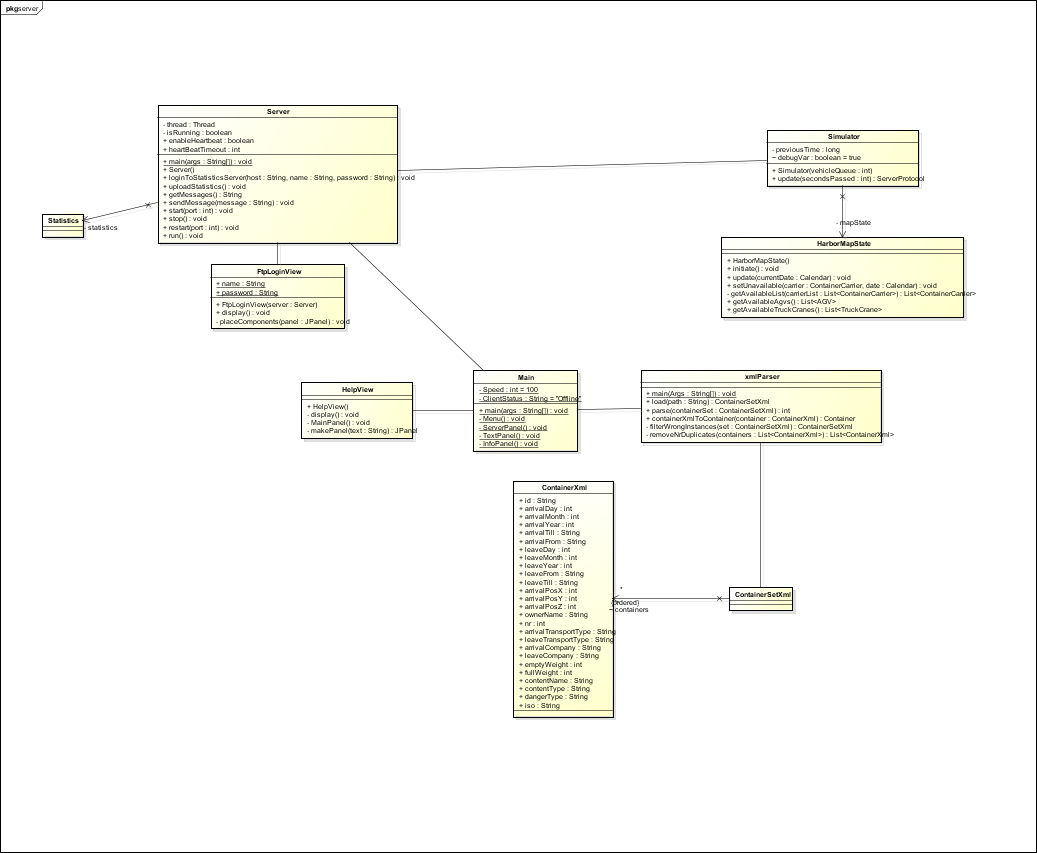 pkg server
Server
- thread : Thread
- isRunning : boolean
+ enableHeartbeat : boolean
+ heartBeatTimeout : int
+ main(args : String[]) : void
+ Server()
+ loginToStatisticsServer(host : String, name : String, password : String) : void
+ uploadStatistics() : void
+ getMessages() : String
+ sendMessage(message : String) : void
+ start(port : int) : void
+ stop() : void
+ restart(port : int) : void
+ run() : void
Simulator
- previousTime : long
~ debugVar : boolean = true
+ Simulator(vehicleQueue : int)
+ update(secondsPassed : int) : ServerProtocol
Statistics
- statistics
- mapState
HarborMapState
+ HarborMapState()
+ initiate() : void
+ update(currentDate : Calendar) : void
+ setUnavailable(carrier : ContainerCarrier, date : Calendar) : void
- getAvailableList(carrierList : List<ContainerCarrier>) : List<ContainerCarrier>
+ getAvailableAgvs() : List<AGV>
+ getAvailableTruckCranes() : List<TruckCrane>
FtpLoginView
+ name : String
+ password : String
+ FtpLoginView(server : Server)
+ display() : void
- placeComponents(panel : JPanel) : void
HelpView
+ HelpView()
- display() : void
- MainPanel() : void
- makePanel(text : String) : JPanel
Main
- Speed : int = 100
- ClientStatus : String = "Offline"
+ main(args : String[]) : void
- Menu() : void
- ServerPanel() : void
- TextPanel() : void
- InfoPanel() : void
xmlParser
+ main(Args : String[]) : void
+ load(path : String) : ContainerSetXml
+ parse(containerSet : ContainerSetXml) : int
+ containerXmlToContainer(container : ContainerXml) : Container
- filterWrongInstances(set : ContainerSetXml) : ContainerSetXml
- removeNrDuplicates(containers : List<ContainerXml>) : List<ContainerXml>
ContainerXml
+ id : String
+ arrivalDay : int
+ arrivalMonth : int
+ arrivalYear : int
+ arrivalTill : String
+ arrivalFrom : String
+ leaveDay : int
+ leaveMonth : int
+ leaveYear : int
+ leaveFrom : String
+ leaveTill : String
+ arrivalPosX : int
+ arrivalPosY : int
+ arrivalPosZ : int
+ ownerName : String
+ nr : int
+ arrivalTransportType : String
+ leaveTransportType : String
+ arrivalCompany : String
+ leaveCompany : String
+ emptyWeight : int
+ fullWeight : int
+ contentName : String
+ contentType : String
+ dangerType : String
+ iso : String
*
{ordered}
~ containers
ContainerSetXml